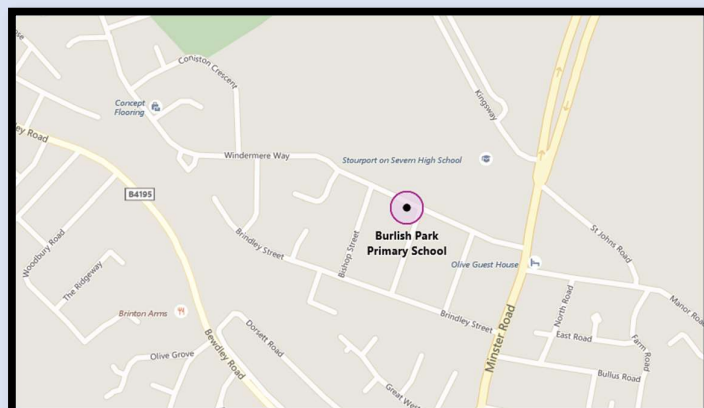 Coniston Crescent
Concept
Flooring
Kingsway
Windermere Way
Stourport on Severn High School
B4195
Burlish Park
Primary School
St Johns Road
Woodbury Road
Brindley Street
Bishop Street
Olive Guest House
The Ridgeway
North Road
Manor Road
Brinton Arms
Brindley Street
Minster Road
East Road
Farm Road
Bewdley Road
Dorsett Road
Olive Grove
Bullus Road